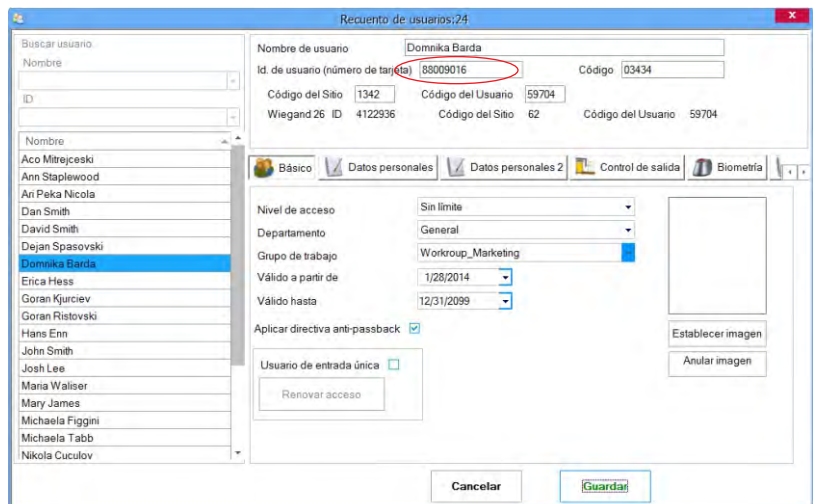 Recuento de usuarios:24
x
Buscar usuario
Nombre
ID
Nombre
Aco Mitrejceski
Ann Staplewood
Ari Peka Nicola
Dan Smith
David Smith
Dejan Spasovski
Domnika Barda
Erica Hess
Goran Kjurciev
Goran Ristovski
Hans Enn
John Smith
Josh Lee
Maria Waliser
Mary James
Michaela Figgini
Michaela Tabb
Nikola Cuculov
Nombre de usuario Domnika Barda
Id. de usuario (número de tarjeta) 88009016 Código 03434
Código del Sitio 1342 Código del Usuario 59704
Wiegand 26 ID 4122936 Código del Sitio 62 Código del Usuario 59704
Básico Datos personales Datos personales 2 Control de salida Biometría
Nivel de acceso Sin límite
Departamento General
Grupo de trabajo Workroup_Marketing
Válido a partir de 1/28/2014
Válido hasta 12/31/2099
Aplicar directiva anti-passback
Usuario de entrada única
Renovar acceso
Establecer imagen
Anular imagen
Cancelar Guardar